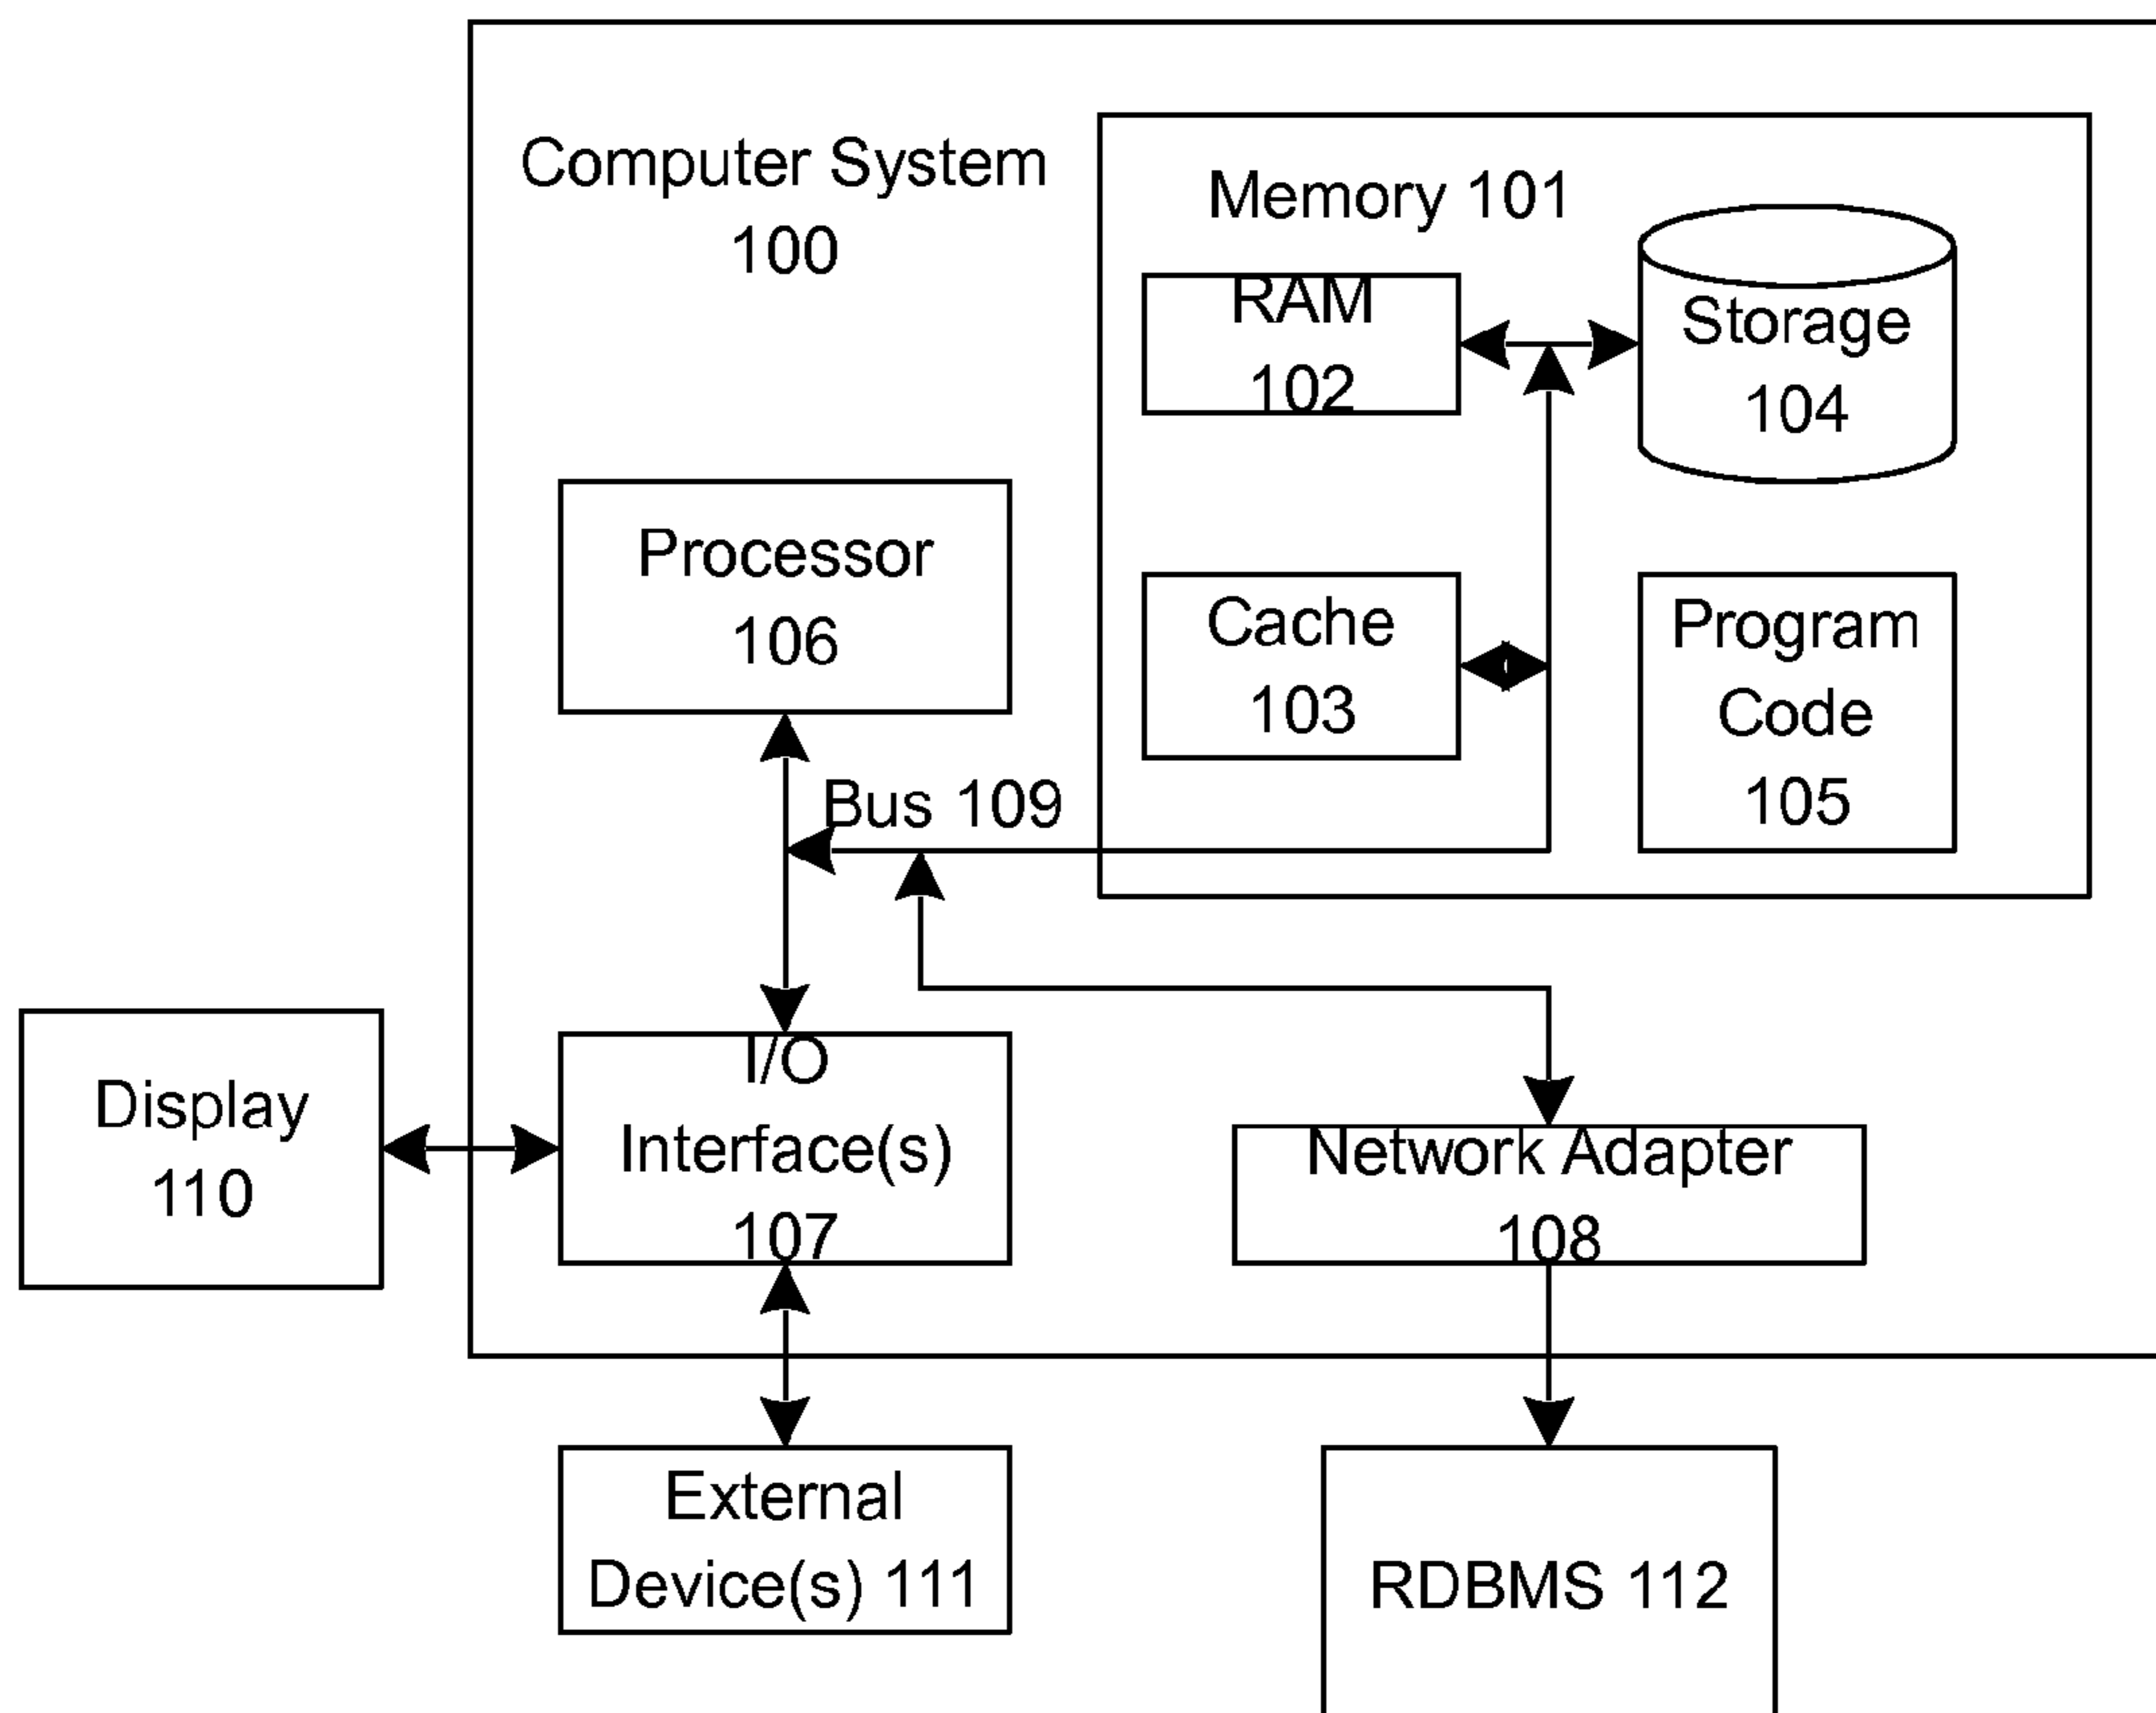 Computer System
100
Memory 101
RAM
102
Storage
104
Processor
106
Cache
103
Program
Code
105
Bus 109
Display
110
I/O
Interface(s)
107
Network Adapter
108
External
Device(s) 111
RDBMS 112